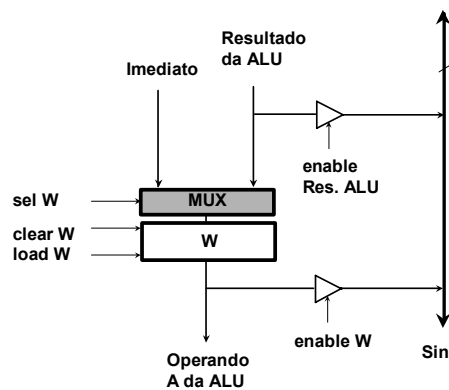 Resultado
da ALU
Imediato
enable
Res. ALU
sel W
MUX
clear W
W
load W
enable W
Sin
Operando
A da ALU